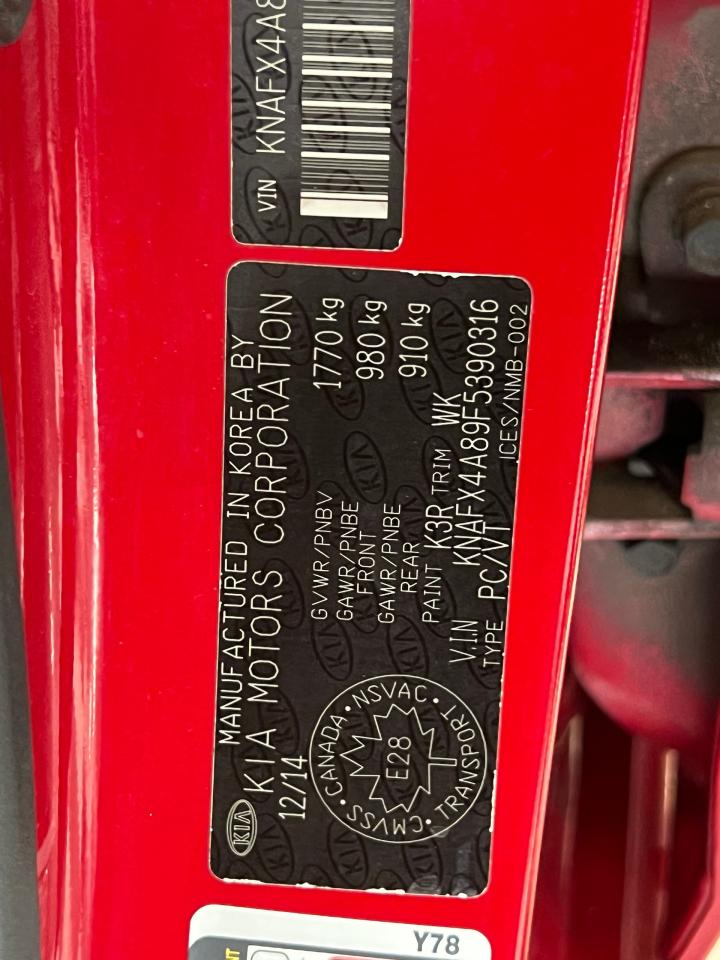 VIN KNAFX4A8
KIA
MANUFACTURED IN KOREA BY
KIA MOTORS CORPORATION
12/14
GVWR/PNBV 1770 kg
GAWR/PNBE FRONT 980 kg
GAWR/PNBE REAR 910 kg
PAINT K3R TRIM WK
V.I.N KNAFX4A89F5390316
TYPE PC/VT ICES/NMB-002
CANADA · NSVAC · TRANSPORT · CMVSS ·
E28
Y78